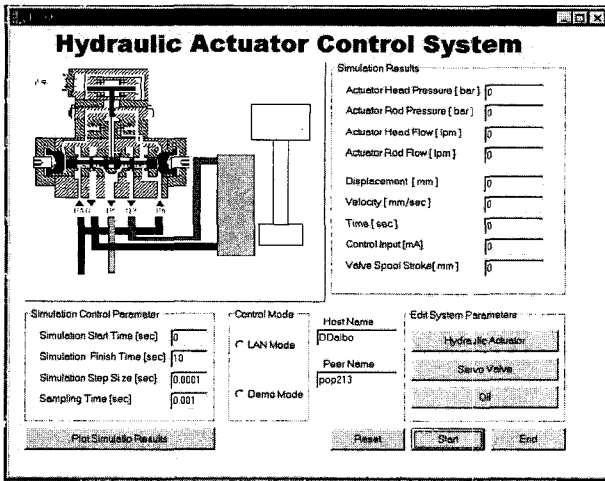 Hydraulic Actuator Control System
Simulation Results
Actuator Head Pressure [ bar ] 0
Actuator Rod Pressure [ bar ] 0
Actuator Head Flow [ lpm ] 0
Actuator Rod Flow [ lpm ] 0
Displacement [ mm ] 0
Velocity [ mm/sec ] 0
Time [ sec ] 0
Control Input [mA] 0
Valve Spool Stroke[ mm ] 0
Simulation Control Parameter
Simulation Start Time [sec] 0
Simulation Finish Time [sec] 10
Simulation Step Size [sec] 0.0001
Sampling Time [sec] 0.001
Control Mode
LAN Mode
Demo Mode
Host Name
DDaibo
Peer Name
pop213
Edit System Parameters
Hydraulic Actuator
Servo Valve
Oil
Plot Simulatio Results
Reset
Start
End